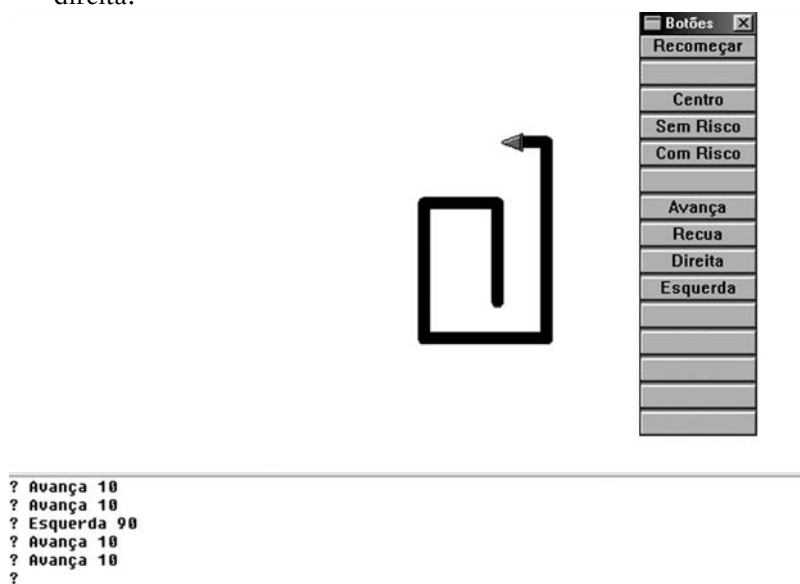 direita.
Botões
Recomeçar
Centro
Sem Risco
Com Risco
Avança
Recua
Direita
Esquerda
? Avança 10
? Avança 10
? Esquerda 90
? Avança 10
? Avança 10
?